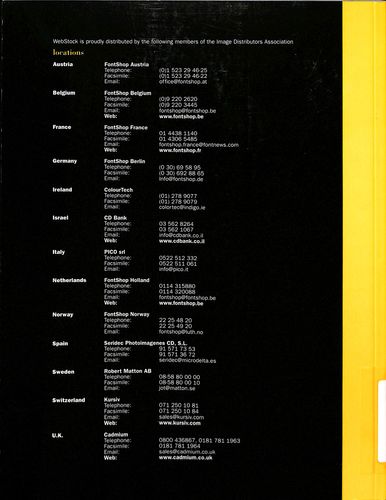 WebStock is proudly distributed by the following members of the Image Distributors Association
locations
Austria FontShop Austria
Telephone: (0)1 523 29 46-25
Facsimile: (0)1 523 29 46-22
Email: office@fontshop.at
Belgium FontShop Belgium
Telephone: (0)9 220 2620
Facsimile: (0)9 220 3445
Email: fontshop@fontshop.be
Web: www.fontshop.be
France FontShop France
Telephone: 01 4438 1140
Facsimile: 01 4306 5485
Email: fontshop.france@fontnews.com
Web: www.fontshop.fr
Germany FontShop Berlin
Telephone: (0 30) 69 58 95
Facsimile: (0 30) 692 88 65
Email: Info@fontshop.de
Ireland ColourTech
Telephone: (01) 278 9077
Facsimile: (01) 278 9079
Email: colortec@indigo.ie
Israel CD Bank
Telephone: 03 562 8264
Facsimile: 03 562 1067
Email: info@cdbank.co.il
Web: www.cdbank.co.il
Italy PICO srl
Telephone: 0522 512 332
Facsimile: 0522 511 061
Email: info@pico.it
Netherlands FontShop Holland
Telephone: 0114 315880
Facsimile: 0114 320088
Email: fontshop@fontshop.be
Web: www.fontshop.be
Norway FontShop Norway
Telephone: 22 25 48 20
Facsimile: 22 25 49 20
Email: fontshop@luth.no
Spain Seridec Photoimagenes CD, S.L.
Telephone: 91 571 73 53
Facsimile: 91 571 36 72
Email: seridec@microdelta.es
Sweden Robert Matton AB
Telephone: 08-58 80 00 00
Facsimile: 08-58 80 00 10
Email: jot@matton.se
Switzerland Kursiv
Telephone: 071 250 10 81
Facsimile: 071 250 10 84
Email: sales@kursiv.com
Web: www.kursiv.com
U.K. Cadmium
Telephone: 0800 436867, 0181 781 1963
Facsimile: 0181 781 1964
Email: sales@cadmium.co
Web: www.cadmium.co.uk